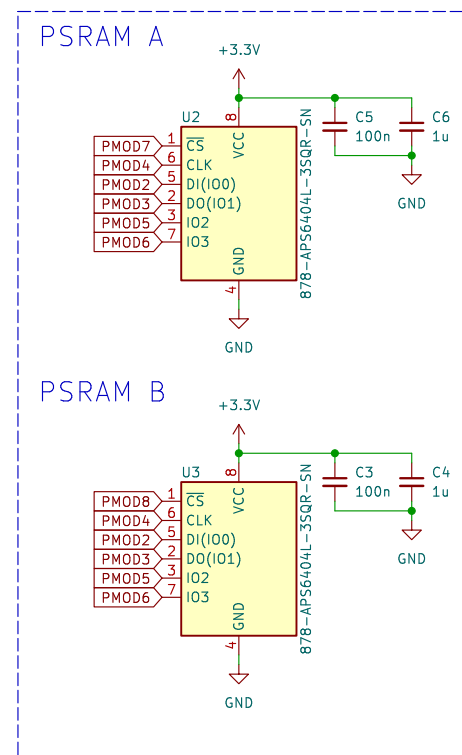 PSRAM A
+3.3V
U2
8
VCC
C5
100n
C6
1u
GND
PMOD7 1 CS
PMOD4 6 CLK
PMOD2 5 DI(IO0)
PMOD3 2 DO(IO1)
PMOD5 3 IO2
PMOD6 7 IO3
GND
4
878-APS6404L-3SQR-SN
GND
PSRAM B
+3.3V
U3
8
VCC
C3
100n
C4
1u
GND
PMOD8 1 CS
PMOD4 6 CLK
PMOD2 5 DI(IO0)
PMOD3 2 DO(IO1)
PMOD5 3 IO2
PMOD6 7 IO3
GND
4
878-APS6404L-3SQR-SN
GND